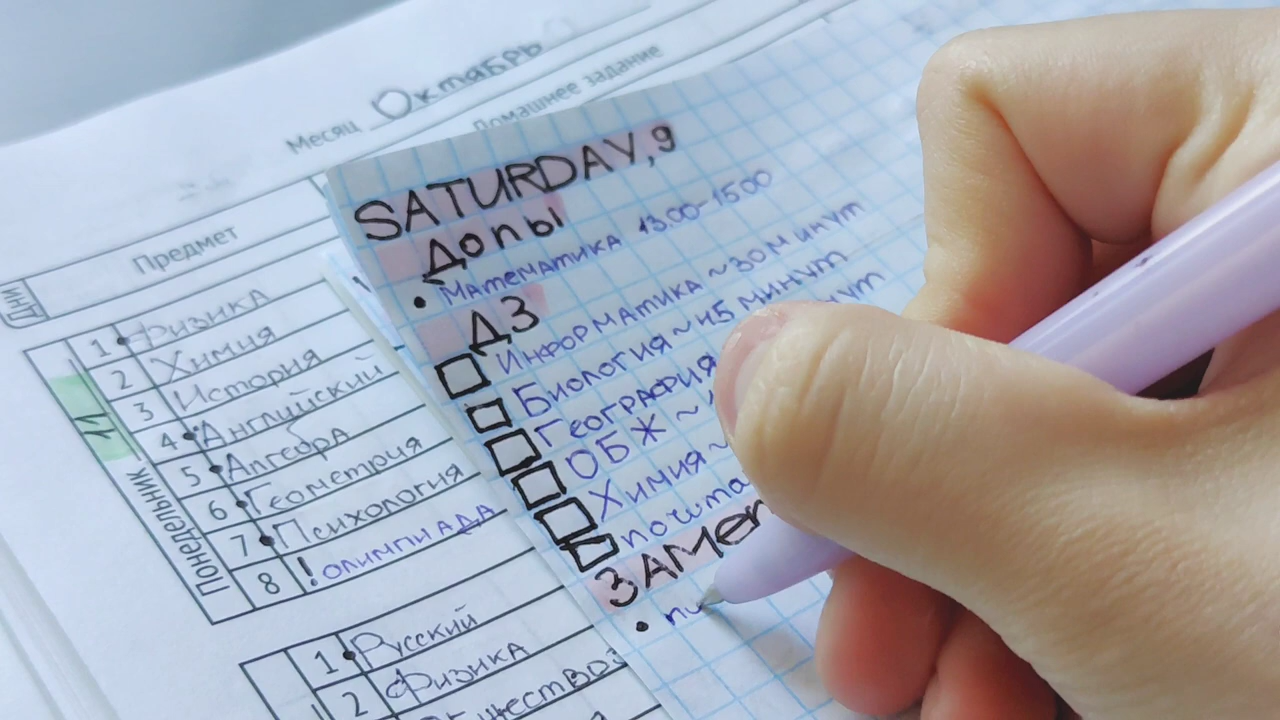 Месяц Октябрь
Предмет
Домашнее задание
Дни
11
Понедельник
1 Физика
2 Химия
3 История
4 Английский
5 Алгебра
6 Геометрия
7 Психология
8 ! олимпиада
1 Русский
2 Физика
SATURDAY, 9
Допы
• Математика 13.00-15.00
ДЗ
Информатика ~ 30 минут
Биология ~ 45 минут
География
ОБЖ ~
Химия ~
почта